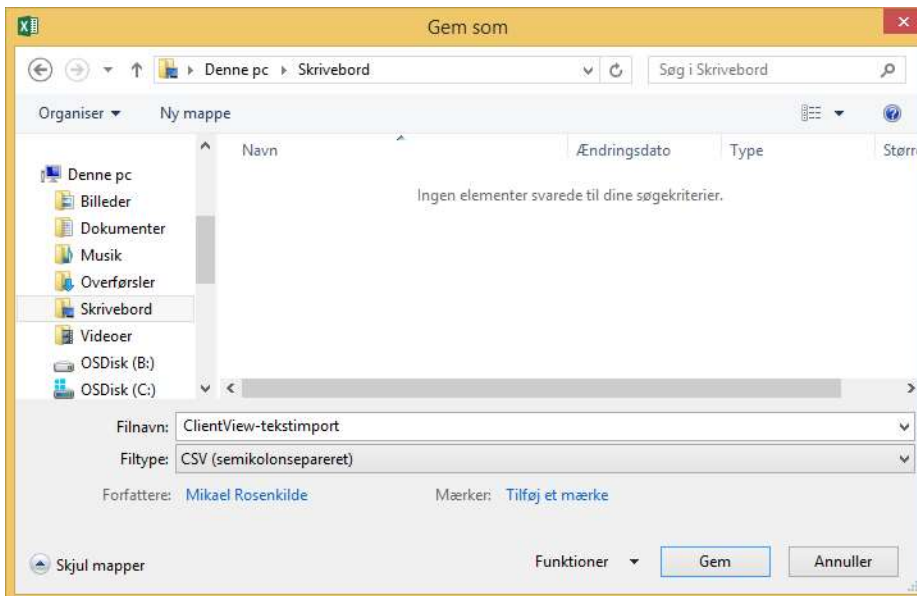 Gem som
Denne pc Skrivebord
Søg i Skrivebord
Organiser Ny mappe
Navn Ændringsdato Type Større
Denne pc
Ingen elementer svarede til dine søgekriterier.
Billeder
Dokumenter
Musik
Overførsler
Skrivebord
Videoer
OSDisk (B:)
OSDisk (C:)
Filnavn: ClientView-tekstimport
Filtype: CSV (semikolonsepareret)
Forfattere: Mikael Rosenkilde Mærker: Tilføj et mærke
Skjul mapper Funktioner Gem Annuller